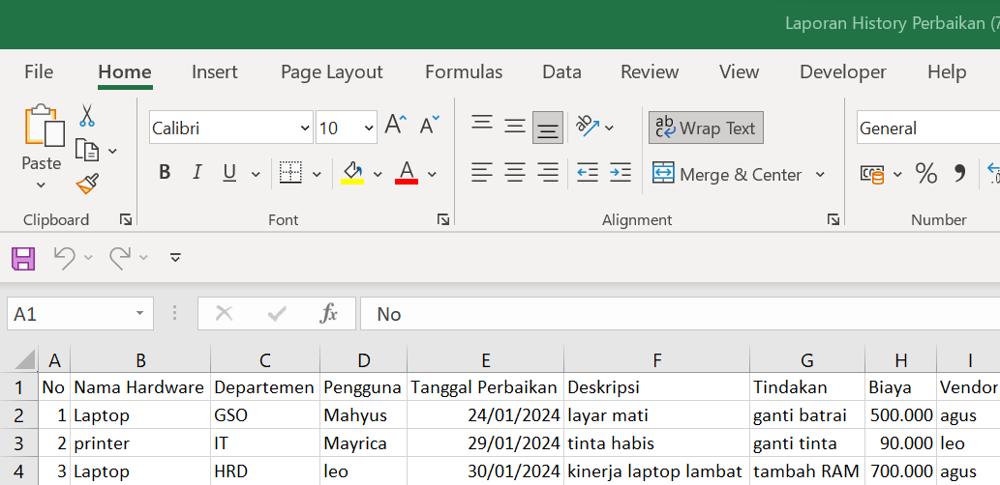 Laporan History Perbaikan (7
File Home Insert Page Layout Formulas Data Review View Developer Help
Calibri 10 A A ab Wrap Text General
Paste B I U A Merge & Center % 9
Clipboard Font Alignment Number
A1 fx No
A B C D E F G H I
1 No Nama Hardware Departemen Pengguna Tanggal Perbaikan Deskripsi Tindakan Biaya Vendor
2 1 Laptop GSO Mahyus 24/01/2024 layar mati ganti batrai 500.000 agus
3 2 printer IT Mayrica 29/01/2024 tinta habis ganti tinta 90.000 leo
4 3 Laptop HRD leo 30/01/2024 kinerja laptop lambat tambah RAM 700.000 agus